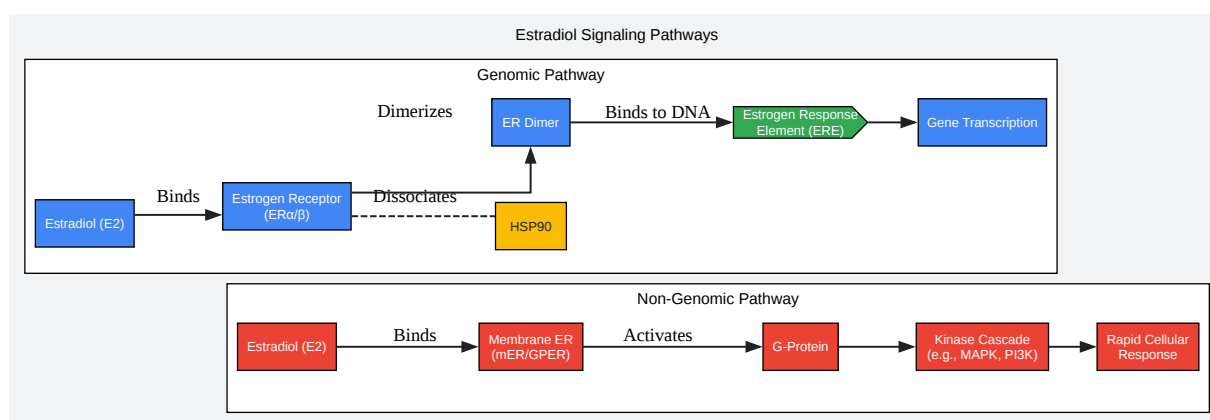 Estradiol Signaling Pathways
Genomic Pathway
Dimerizes
ER Dimer
Binds to DNA
Estrogen Response
Element (ERE)
Gene Transcription
Estradiol (E2)
Binds
Estrogen Receptor
(ERα/β)
Dissociates
HSP90
Non-Genomic Pathway
Estradiol (E2)
Binds
Membrane ER
(mER/GPER)
Activates
G-Protein
Kinase Cascade
(e.g., MAPK, PI3K)
Rapid Cellular
Response